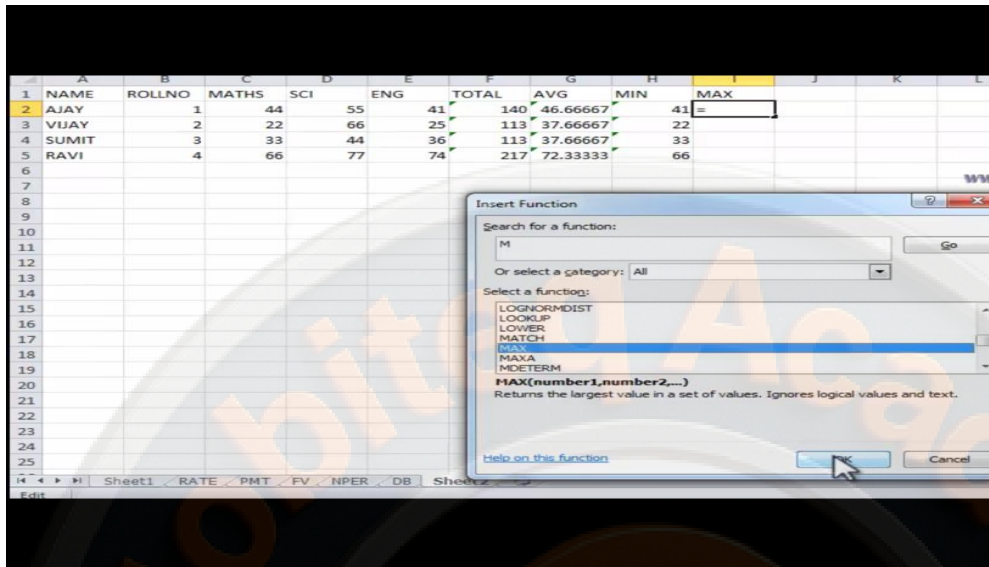 A B C D E F G H I J K L
1 NAME ROLLNO MATHS SCI ENG TOTAL AVG MIN MAX
2 AJAY 1 44 55 41 140 46.66667 41 =
3 VIJAY 2 22 66 25 113 37.66667 22
4 SUMIT 3 33 44 36 113 37.66667 33
5 RAVI 4 66 77 74 217 72.33333 66
6
7
8
9
10
11
12
13
14
15
16
17
18
19
20
21
22
23
24
25
Insert Function
Search for a function:
M
Go
Or select a category: All
Select a function:
LOGNORMDIST
LOOKUP
LOWER
MATCH
MAX
MAXA
MDETERM
MAX(number1,number2,...)
Returns the largest value in a set of values. Ignores logical values and text.
Help on this function
OK Cancel
Sheet1 RATE PMT FV NPER DB Sheet2
Edit